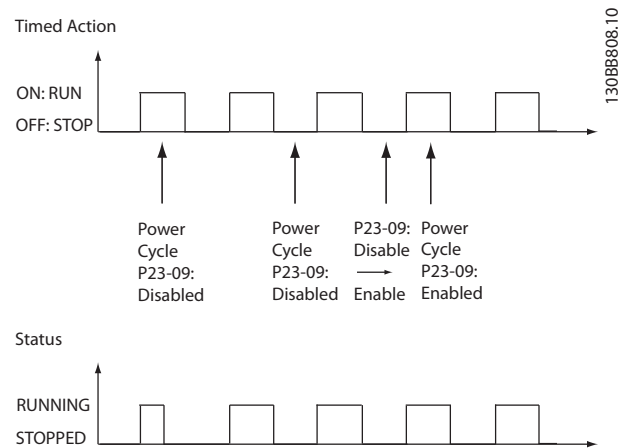 Timed Action
130BB808.10
ON: RUN
OFF: STOP
Power
Cycle
P23-09:
Disabled
Power
Cycle
P23-09:
Disabled
P23-09:
Disable
Enable
Power
Cycle
P23-09:
Enabled
Status
RUNNING
STOPPED